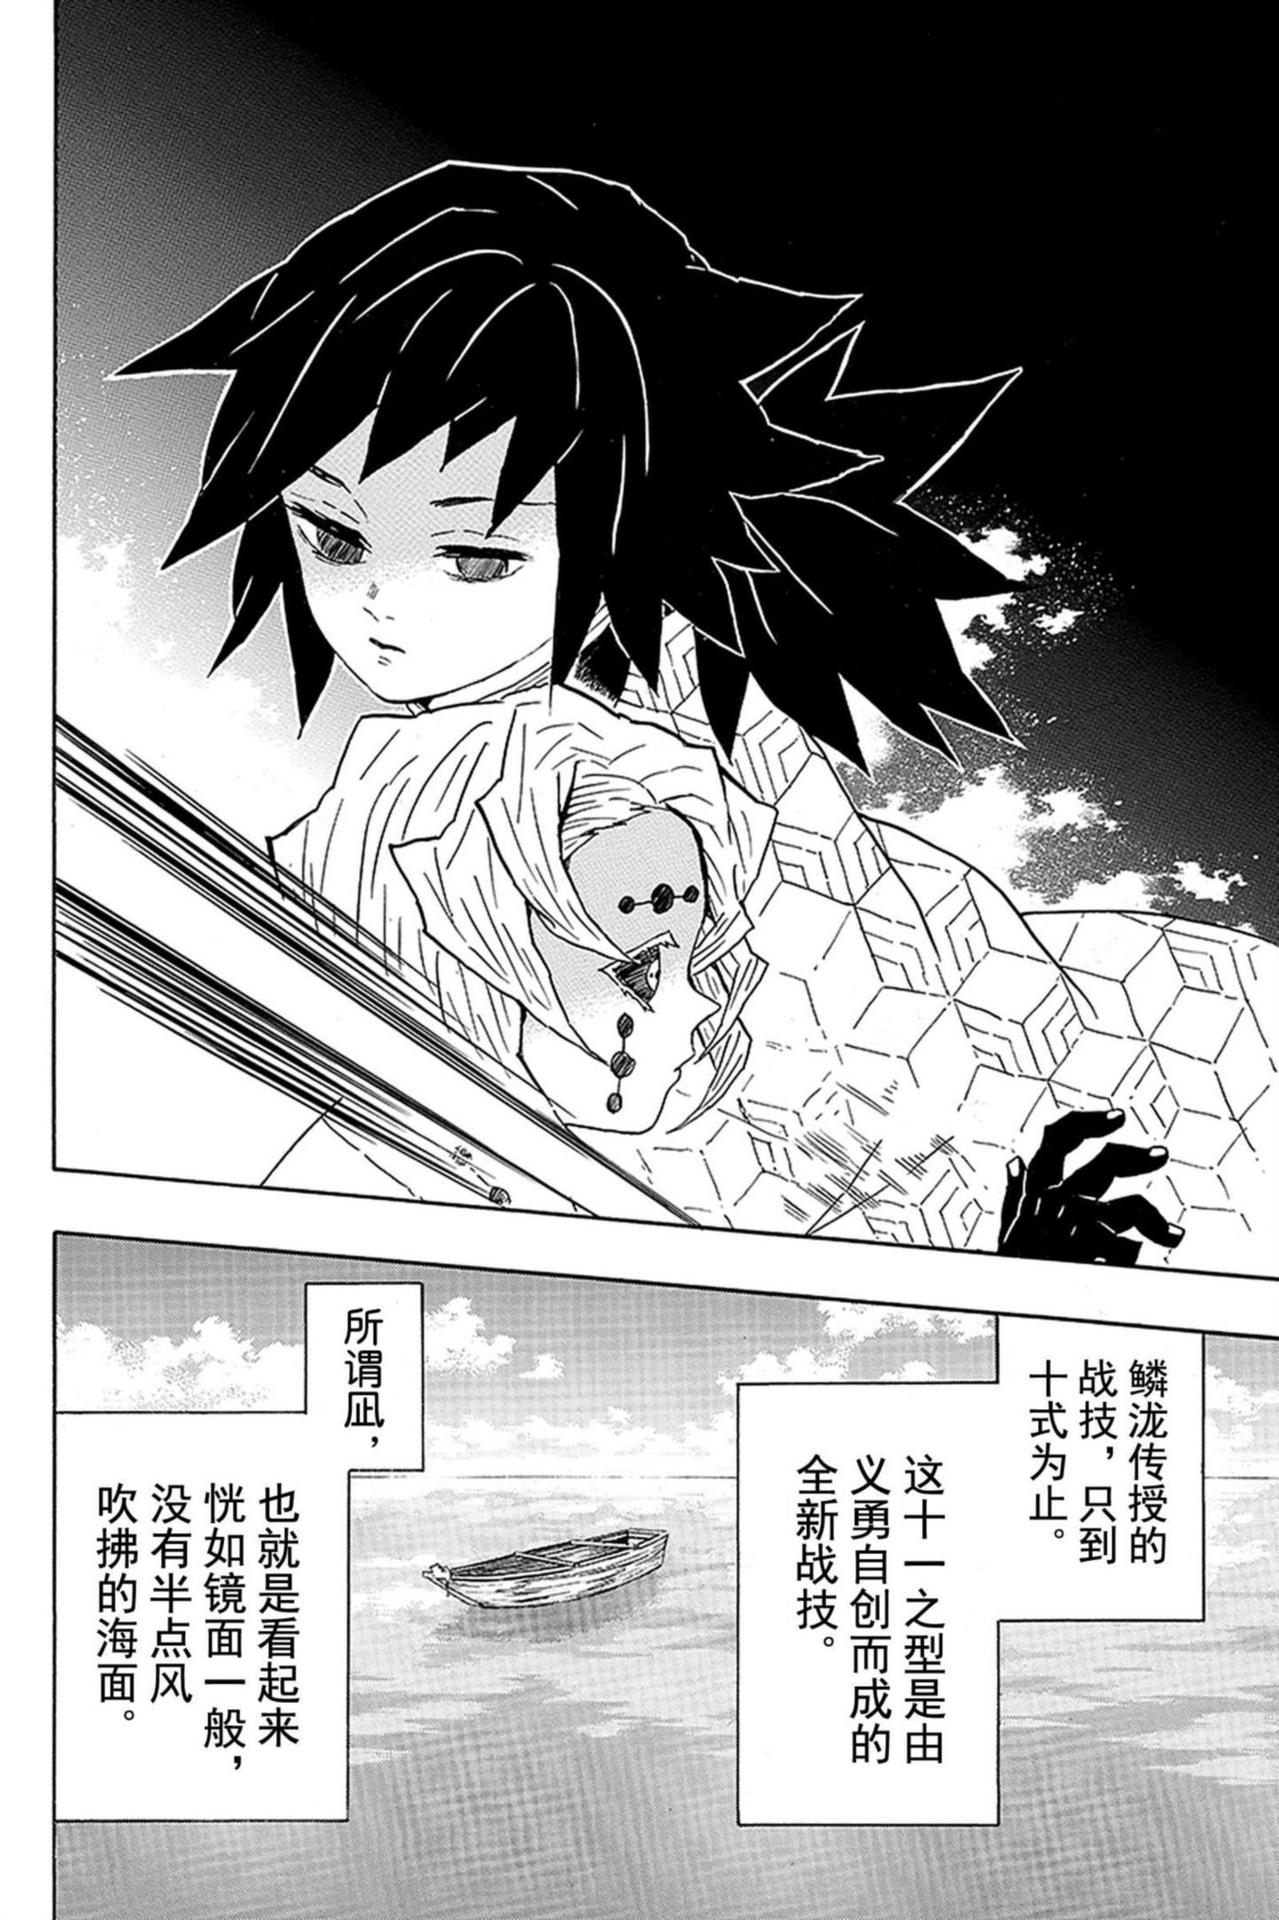 鳞泷传授的
战技，只到
十式为止。
这十一之型是由
义勇自创而成的
全新战技。
所谓凪，
也就是看起来
恍如镜面一般，
没有半点风
吹拂的海面。